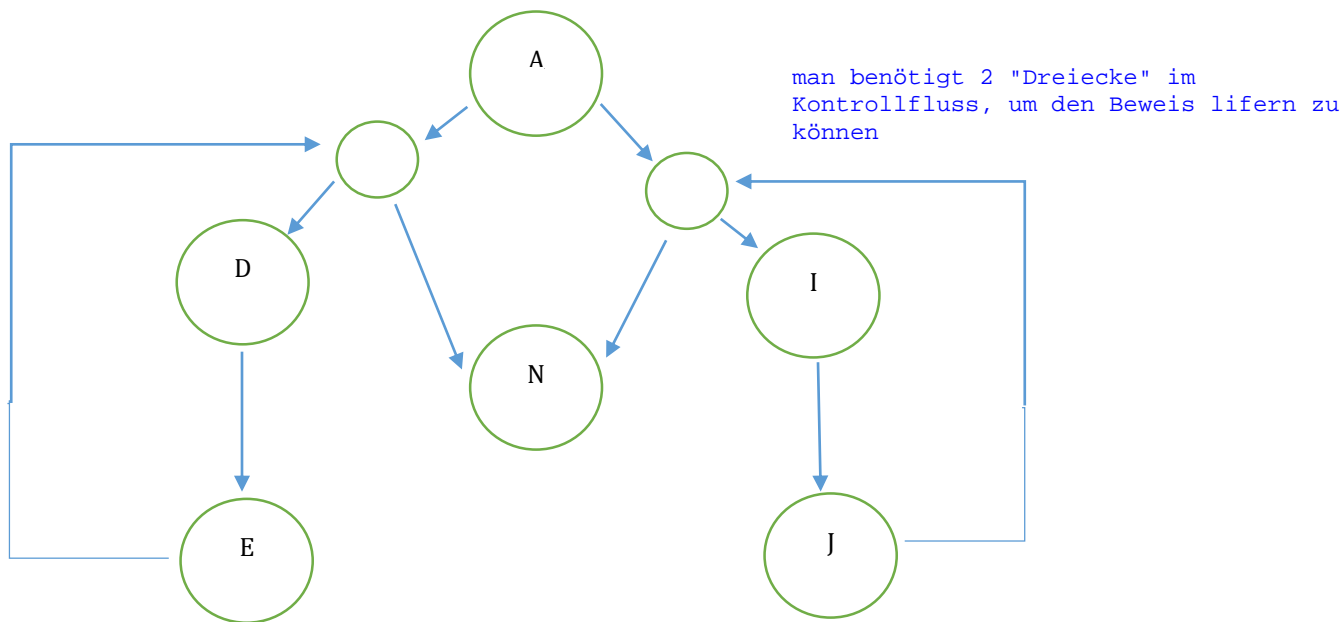 A
man benötigt 2 "Dreiecke" im
Kontrollfluss, um den Beweis lifern zu
können
D
I
N
E
J